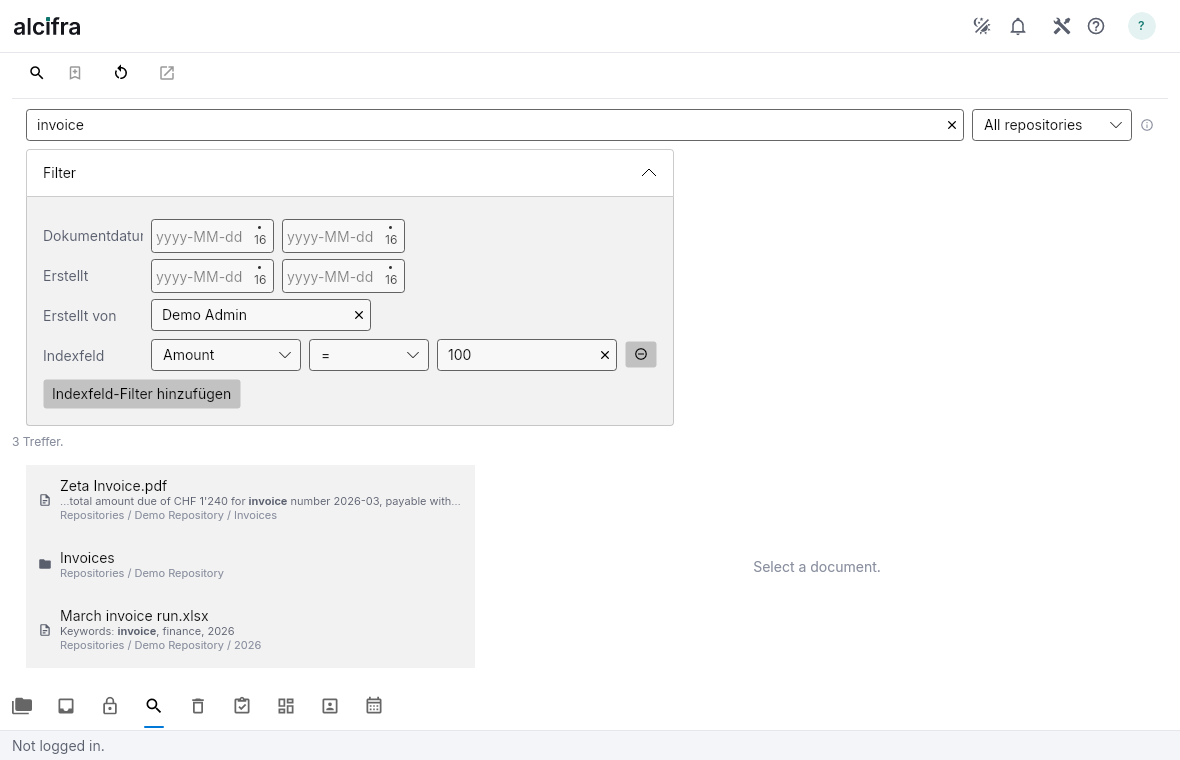 alcifra
?
invoice
All repositories
Filter
Dokumentdatu
yyyy-MM-dd 16 yyyy-MM-dd 16
Erstellt
yyyy-MM-dd 16 yyyy-MM-dd 16
Erstellt von
Demo Admin
Indexfeld
Amount
=
100
Indexfeld-Filter hinzufügen
3 Treffer.
Zeta Invoice.pdf
...total amount due of CHF 1'240 for invoice number 2026-03, payable with...
Repositories / Demo Repository / Invoices
Invoices
Repositories / Demo Repository
March invoice run.xlsx
Keywords: invoice, finance, 2026
Repositories / Demo Repository / 2026
Select a document.
Not logged in.